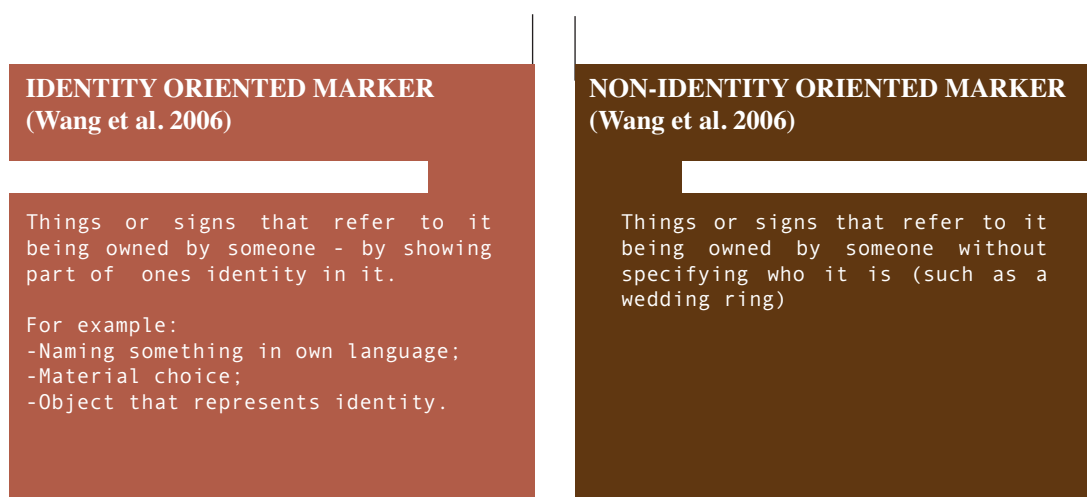 IDENTITY ORIENTED MARKER
(Wang et al. 2006)
Things or signs that refer to it
being owned by someone - by showing
part of ones identity in it.
For example:
-Naming something in own language;
-Material choice;
-Object that represents identity.
NON-IDENTITY ORIENTED MARKER
(Wang et al. 2006)
Things or signs that refer to it
being owned by someone without
specifying who it is (such as a
wedding ring)